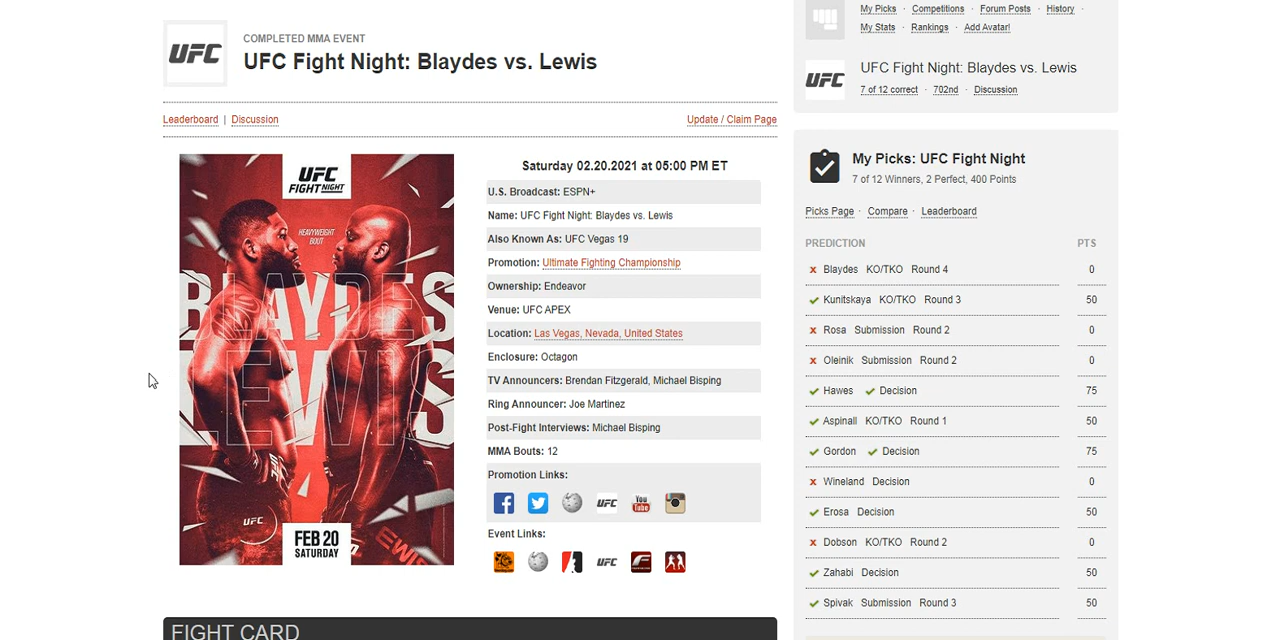 UFC
COMPLETED MMA EVENT
UFC Fight Night: Blaydes vs. Lewis
Leaderboard | Discussion
Update / Claim Page
UFC
FIGHT NIGHT
HEAVYWEIGHT
BOUT
BLAYDES
LEWIS
UFC
FEB 20
SATURDAY
Saturday 02.20.2021 at 05:00 PM ET
U.S. Broadcast: ESPN+
Name: UFC Fight Night: Blaydes vs. Lewis
Also Known As: UFC Vegas 19
Promotion: Ultimate Fighting Championship
Ownership: Endeavor
Venue: UFC APEX
Location: Las Vegas, Nevada, United States
Enclosure: Octagon
TV Announcers: Brendan Fitzgerald, Michael Bisping
Ring Announcer: Joe Martinez
Post-Fight Interviews: Michael Bisping
MMA Bouts: 12
Promotion Links:
UFC You Tube
Event Links:
UFC
FIGHT CARD
My Picks · Competitions · Forum Posts · History ·
My Stats · Rankings · Add Avatar!
UFC
UFC Fight Night: Blaydes vs. Lewis
7 of 12 correct · 702nd · Discussion
My Picks: UFC Fight Night
7 of 12 Winners, 2 Perfect, 400 Points
Picks Page · Compare · Leaderboard
PREDICTION PTS
Blaydes KO/TKO Round 4 0
Kunitskaya KO/TKO Round 3 50
Rosa Submission Round 2 0
Oleinik Submission Round 2 0
Hawes Decision 75
Aspinall KO/TKO Round 1 50
Gordon Decision 75
Wineland Decision 0
Erosa Decision 50
Dobson KO/TKO Round 2 0
Zahabi Decision 50
Spivak Submission Round 3 50